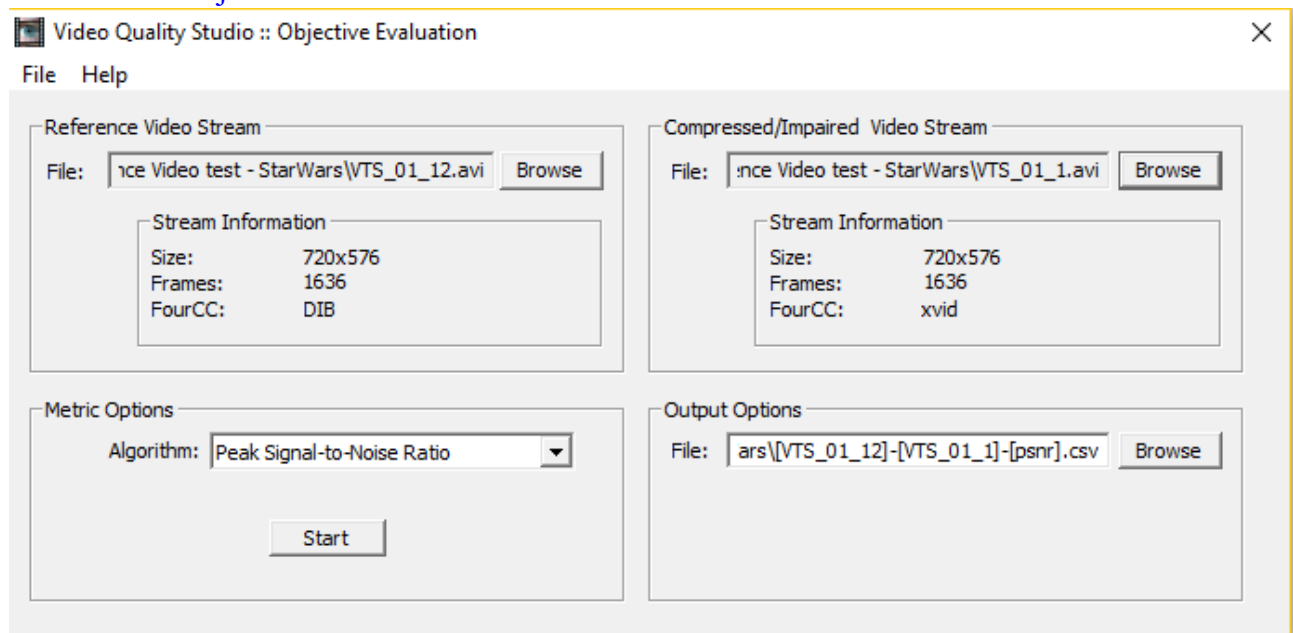 Video Quality Studio :: Objective Evaluation
File Help
Reference Video Stream
File: nce Video test - StarWars\VTS_01_12.avi Browse
Stream Information
Size: 720x576
Frames: 1636
FourCC: DIB
Compressed/Impaired Video Stream
File: ence Video test - StarWars\VTS_01_1.avi Browse
Stream Information
Size: 720x576
Frames: 1636
FourCC: xvid
Metric Options
Algorithm: Peak Signal-to-Noise Ratio
Start
Output Options
File: ars\[VTS_01_12]-[VTS_01_1]-[psnr].csv Browse